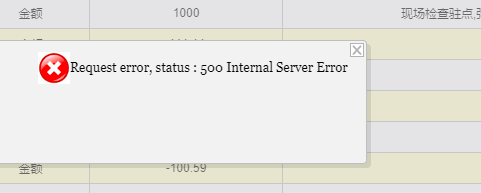 金额 1000 现场检查驻点,
Request error, status : 500 Internal Server Error
金额 -100.59